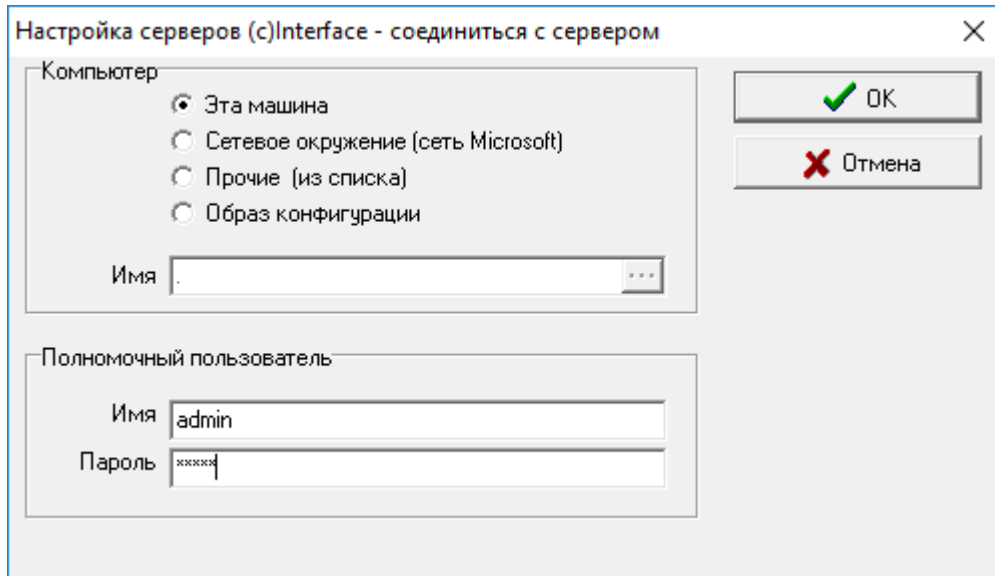 Настройка серверов (c)Interface - соединиться с сервером
Компьютер
Эта машина
Сетевое окружение (сеть Microsoft)
Прочие (из списка)
Образ конфигурации
Имя .
...
OK
Отмена
Полномочный пользователь
Имя admin
Пароль *****